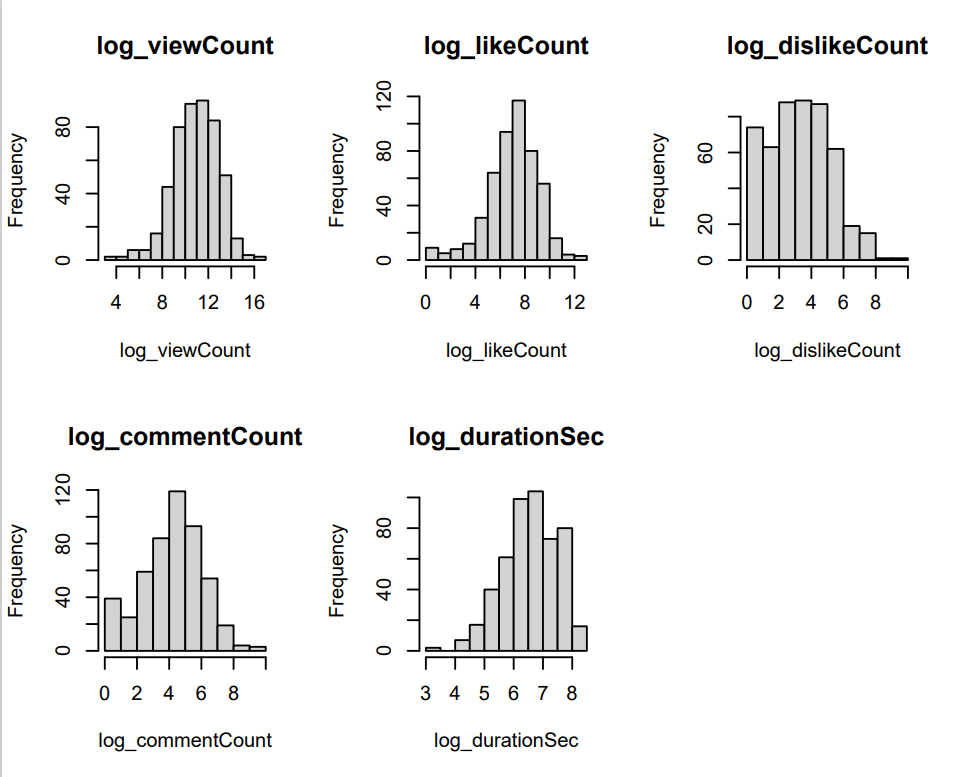 log_viewCount
Frequency
80
40
0
4 8 12 16
log_viewCount
log_likeCount
Frequency
120
80
40
0
0 4 8 12
log_likeCount
log_dislikeCount
Frequency
60
20
0
0 2 4 6 8
log_dislikeCount
log_commentCount
Frequency
120
80
40
0
0 2 4 6 8
log_commentCount
log_durationSec
Frequency
80
40
0
3 4 5 6 7 8
log_durationSec